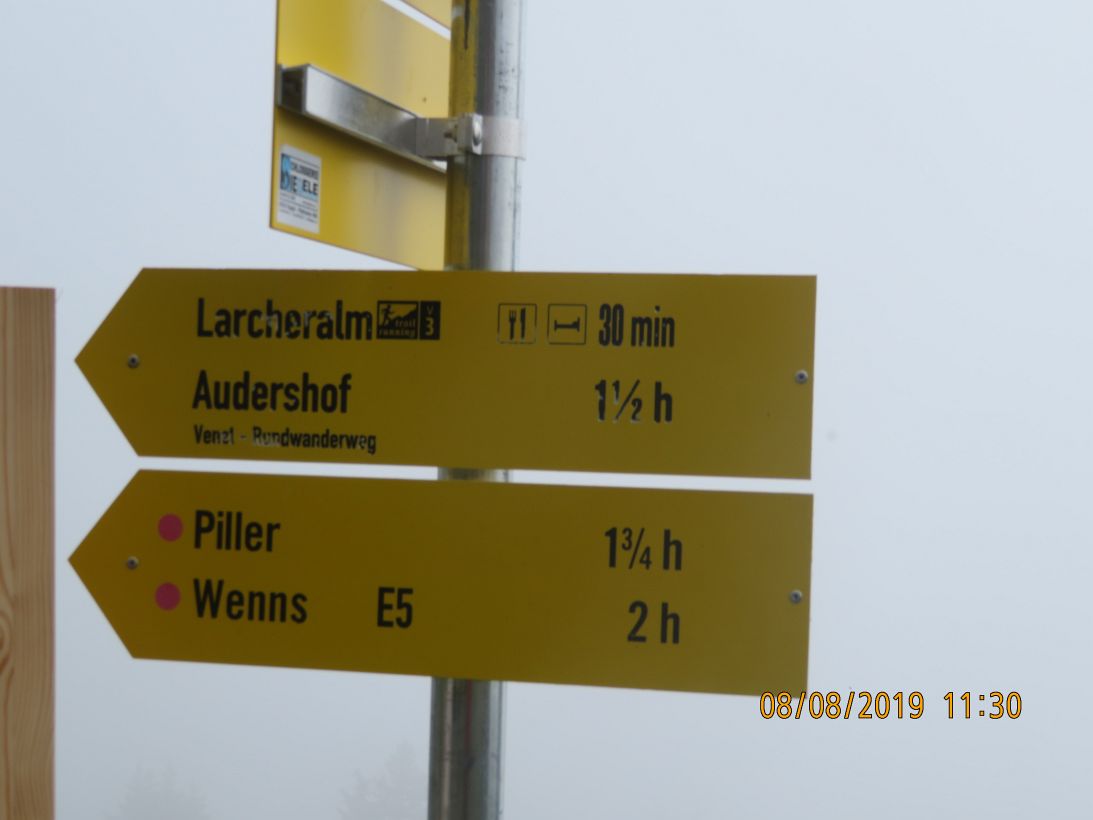 Larcheralm trail running V 3 30 min
Audershof 1½ h
Venet - Rundwanderweg
Piller 1¾ h
Wenns E5 2 h
08/08/2019 11:30